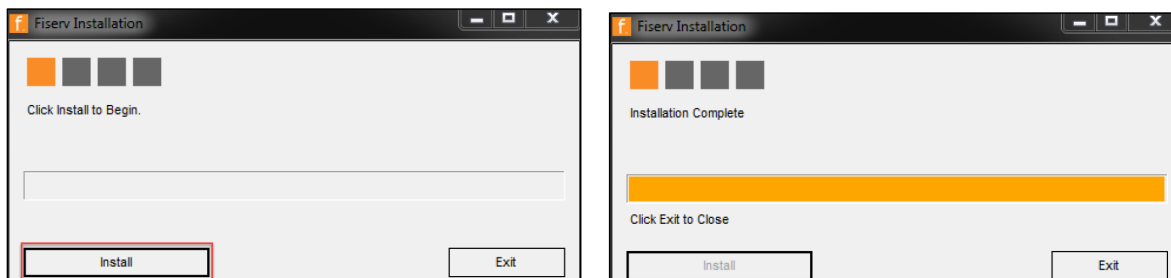 f. Fiserv Installation
Click Install to Begin.
Install
Exit
f. Fiserv Installation
Installation Complete
Click Exit to Close
Install
Exit